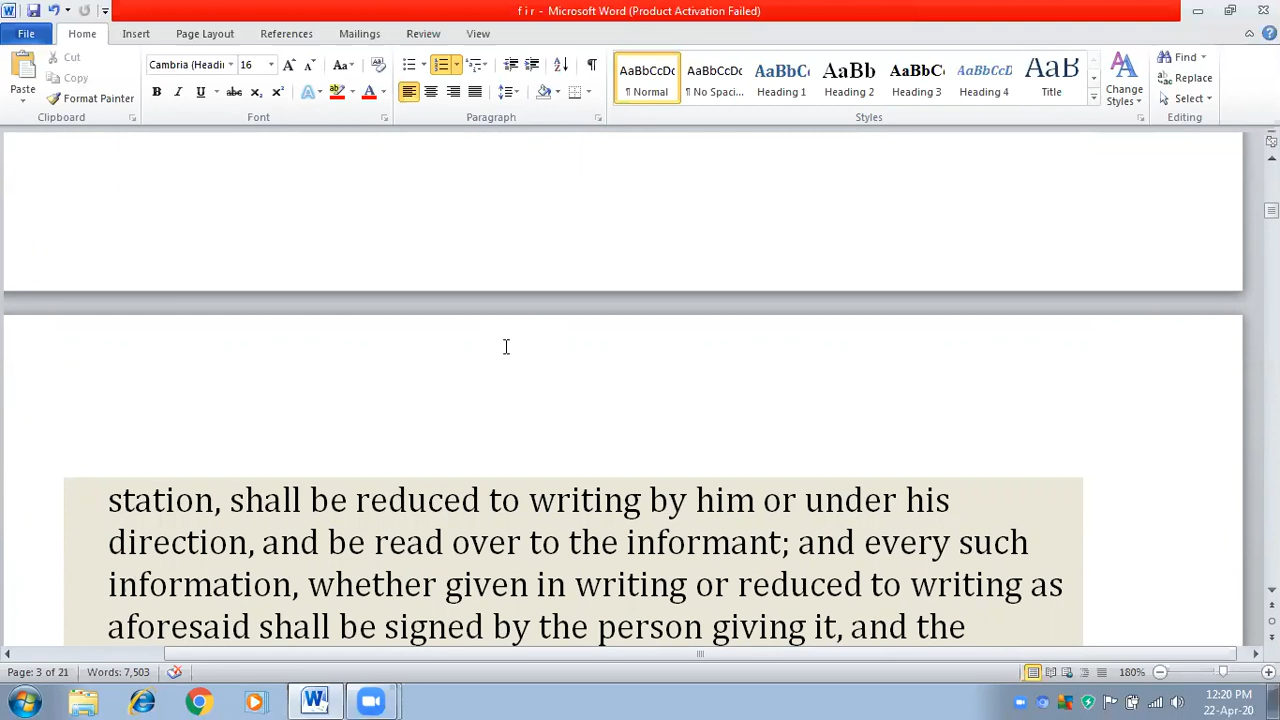 f i r - Microsoft Word (Product Activation Failed)
File Home Insert Page Layout References Mailings Review View
Paste
Cut
Copy
Format Painter
Clipboard
Cambria (Headi 16
Font
Paragraph
AaBbCcDc AaBbCcDc AaBbC AaBb AaBbC AaBbCcI AaB
¶ Normal ¶ No Spaci... Heading 1 Heading 2 Heading 3 Heading 4 Title
Styles
Change
Styles
Find
Replace
Select
Editing
station, shall be reduced to writing by him or under his
direction, and be read over to the informant; and every such
information, whether given in writing or reduced to writing as
aforesaid shall be signed by the person giving it, and the
Page: 3 of 21 Words: 7,503 180%
12:20 PM
22-Apr-20